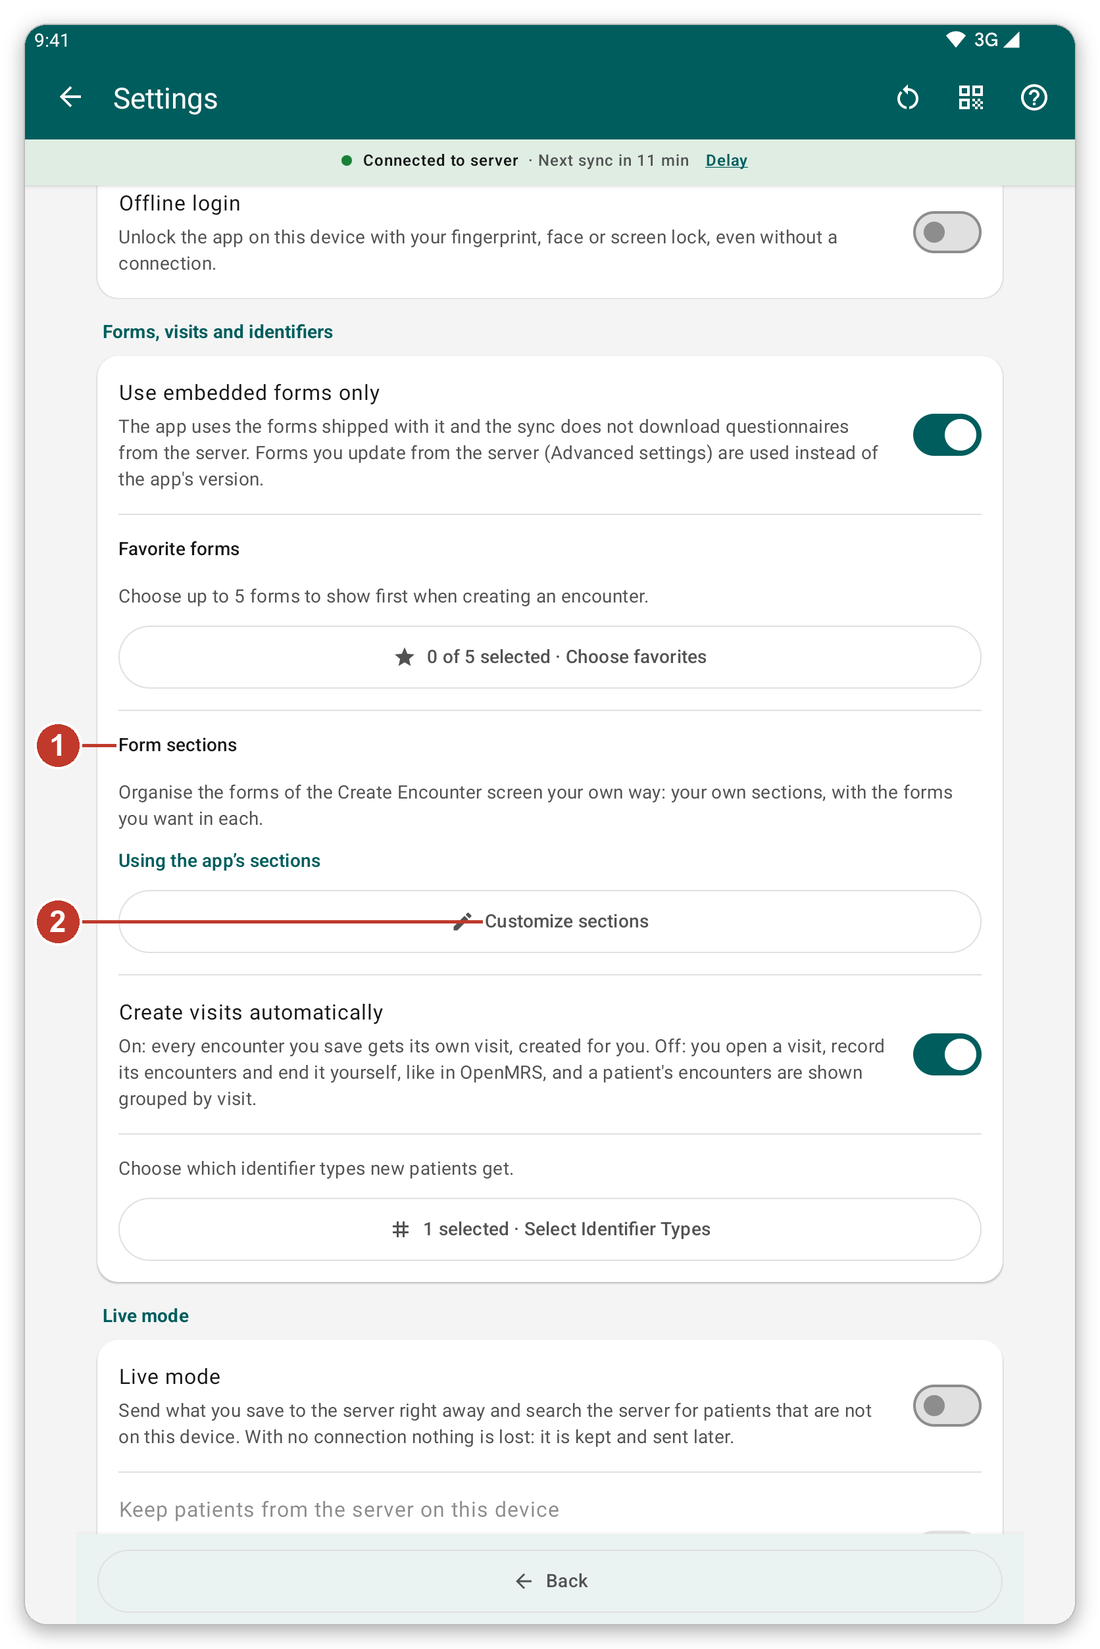 9:41
3G
Settings
Connected to server · Next sync in 11 min Delay
Offline login
Unlock the app on this device with your fingerprint, face or screen lock, even without a
connection.
Forms, visits and identifiers
Use embedded forms only
The app uses the forms shipped with it and the sync does not download questionnaires
from the server. Forms you update from the server (Advanced settings) are used instead of
the app's version.
Favorite forms
Choose up to 5 forms to show first when creating an encounter.
0 of 5 selected · Choose favorites
1
Form sections
Organise the forms of the Create Encounter screen your own way: your own sections, with the forms
you want in each.
Using the app’s sections
2
Customize sections
Create visits automatically
On: every encounter you save gets its own visit, created for you. Off: you open a visit, record
its encounters and end it yourself, like in OpenMRS, and a patient's encounters are shown
grouped by visit.
Choose which identifier types new patients get.
1 selected · Select Identifier Types
Live mode
Live mode
Send what you save to the server right away and search the server for patients that are not
on this device. With no connection nothing is lost: it is kept and sent later.
Keep patients from the server on this device
Back